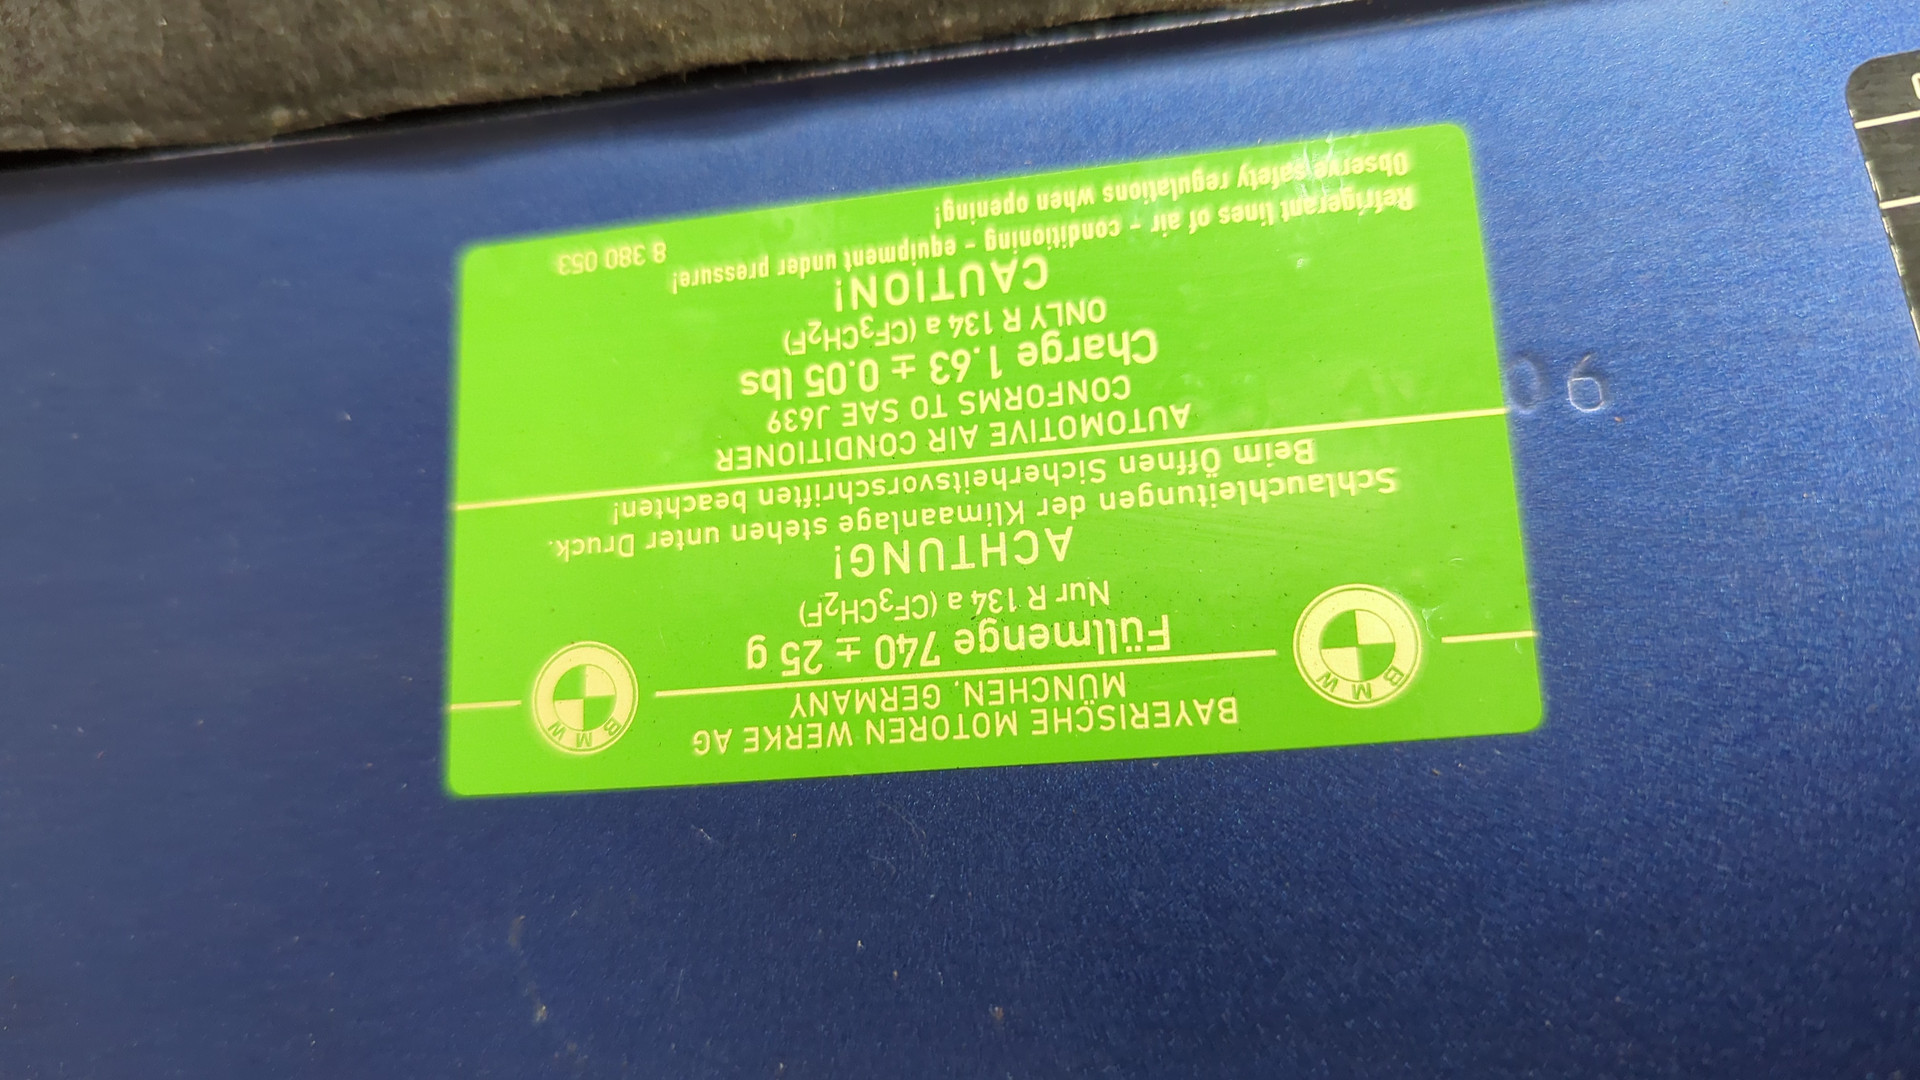 BAYERISCHE MOTOREN WERKE AG
MÜNCHEN. GERMANY
BMW
BMW
Füllmenge 740 ± 25 g
Nur R 134 a (CF3CH2F)
ACHTUNG!
Schlauchleitungen der Klimaanlage stehen unter Druck.
Beim Öffnen Sicherheitsvorschriften beachten!
AUTOMOTIVE AIR CONDITIONER
CONFORMS TO SAE J639
Charge 1.63 ± 0.05 lbs
ONLY R 134 a (CF3CH2F)
CAUTION!
Refrigerant lines of air - conditioning - equipment under pressure!
Observe safety regulations when opening!
8 380 053